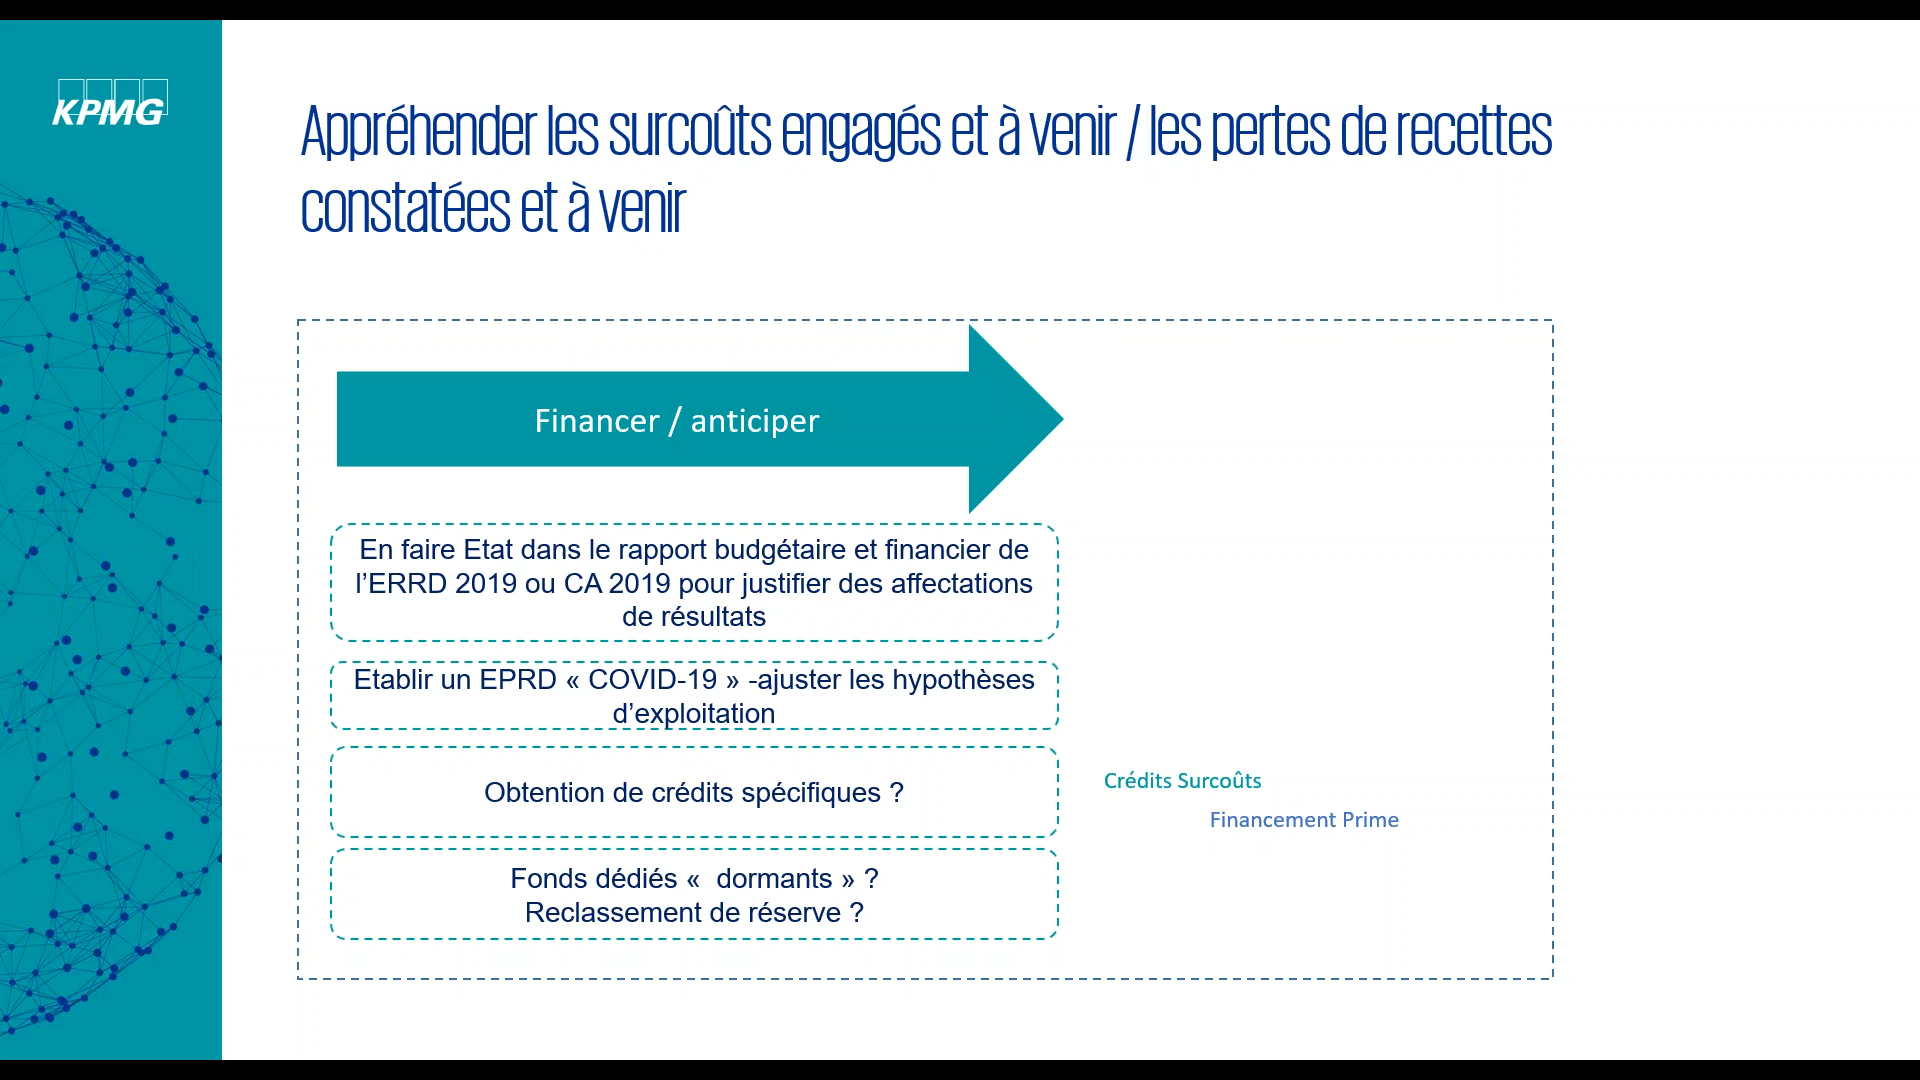 KPMG
Appréhender les surcoûts engagés et à venir / les pertes de recettes
constatées et à venir
Financer / anticiper
En faire Etat dans le rapport budgétaire et financier de
l’ERRD 2019 ou CA 2019 pour justifier des affectations
de résultats
Etablir un EPRD « COVID-19 » -ajuster les hypothèses
d’exploitation
Obtention de crédits spécifiques ?
Crédits Surcoûts
Financement Prime
Fonds dédiés «  dormants » ?
Reclassement de réserve ?